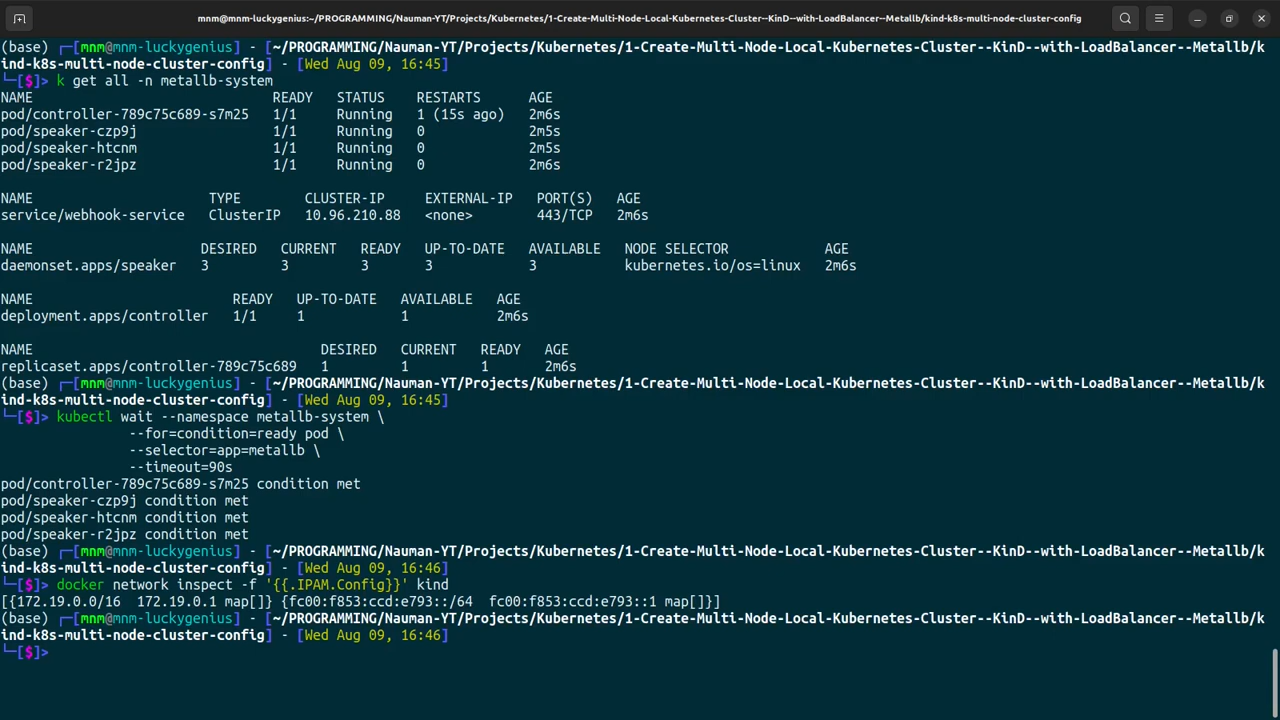 mnm@mnm-luckygenius:~/PROGRAMMING/Nauman-YT/Projects/Kubernetes/1-Create-Multi-Node-Local-Kubernetes-Cluster--KinD--with-LoadBalancer--Metallb/kind-k8s-multi-node-cluster-config
(base) ┌─[mnm@mnm-luckygenius] - [~/PROGRAMMING/Nauman-YT/Projects/Kubernetes/1-Create-Multi-Node-Local-Kubernetes-Cluster--KinD--with-LoadBalancer--Metallb/k
ind-k8s-multi-node-cluster-config] - [Wed Aug 09, 16:45]
└─[$]> k get all -n metallb-system
NAME                              READY   STATUS    RESTARTS      AGE
pod/controller-789c75c689-s7m25   1/1     Running   1 (15s ago)   2m6s
pod/speaker-czp9j                 1/1     Running   0             2m5s
pod/speaker-htcnm                 1/1     Running   0             2m5s
pod/speaker-r2jpz                 1/1     Running   0             2m6s
NAME                      TYPE        CLUSTER-IP     EXTERNAL-IP   PORT(S)   AGE
service/webhook-service   ClusterIP   10.96.210.88   <none>        443/TCP   2m6s
NAME                     DESIRED   CURRENT   READY   UP-TO-DATE   AVAILABLE   NODE SELECTOR            AGE
daemonset.apps/speaker   3         3         3       3            3           kubernetes.io/os=linux   2m6s
NAME                         READY   UP-TO-DATE   AVAILABLE   AGE
deployment.apps/controller   1/1     1            1           2m6s
NAME                                    DESIRED   CURRENT   READY   AGE
replicaset.apps/controller-789c75c689   1         1         1       2m6s
(base) ┌─[mnm@mnm-luckygenius] - [~/PROGRAMMING/Nauman-YT/Projects/Kubernetes/1-Create-Multi-Node-Local-Kubernetes-Cluster--KinD--with-LoadBalancer--Metallb/k
ind-k8s-multi-node-cluster-config] - [Wed Aug 09, 16:45]
└─[$]> kubectl wait --namespace metallb-system \
                --for=condition=ready pod \
                --selector=app=metallb \
                --timeout=90s
pod/controller-789c75c689-s7m25 condition met
pod/speaker-czp9j condition met
pod/speaker-htcnm condition met
pod/speaker-r2jpz condition met
(base) ┌─[mnm@mnm-luckygenius] - [~/PROGRAMMING/Nauman-YT/Projects/Kubernetes/1-Create-Multi-Node-Local-Kubernetes-Cluster--KinD--with-LoadBalancer--Metallb/k
ind-k8s-multi-node-cluster-config] - [Wed Aug 09, 16:46]
└─[$]> docker network inspect -f '{{.IPAM.Config}}' kind
[{172.19.0.0/16  172.19.0.1 map[]} {fc00:f853:ccd:e793::/64  fc00:f853:ccd:e793::1 map[]}]
(base) ┌─[mnm@mnm-luckygenius] - [~/PROGRAMMING/Nauman-YT/Projects/Kubernetes/1-Create-Multi-Node-Local-Kubernetes-Cluster--KinD--with-LoadBalancer--Metallb/k
ind-k8s-multi-node-cluster-config] - [Wed Aug 09, 16:46]
└─[$]>